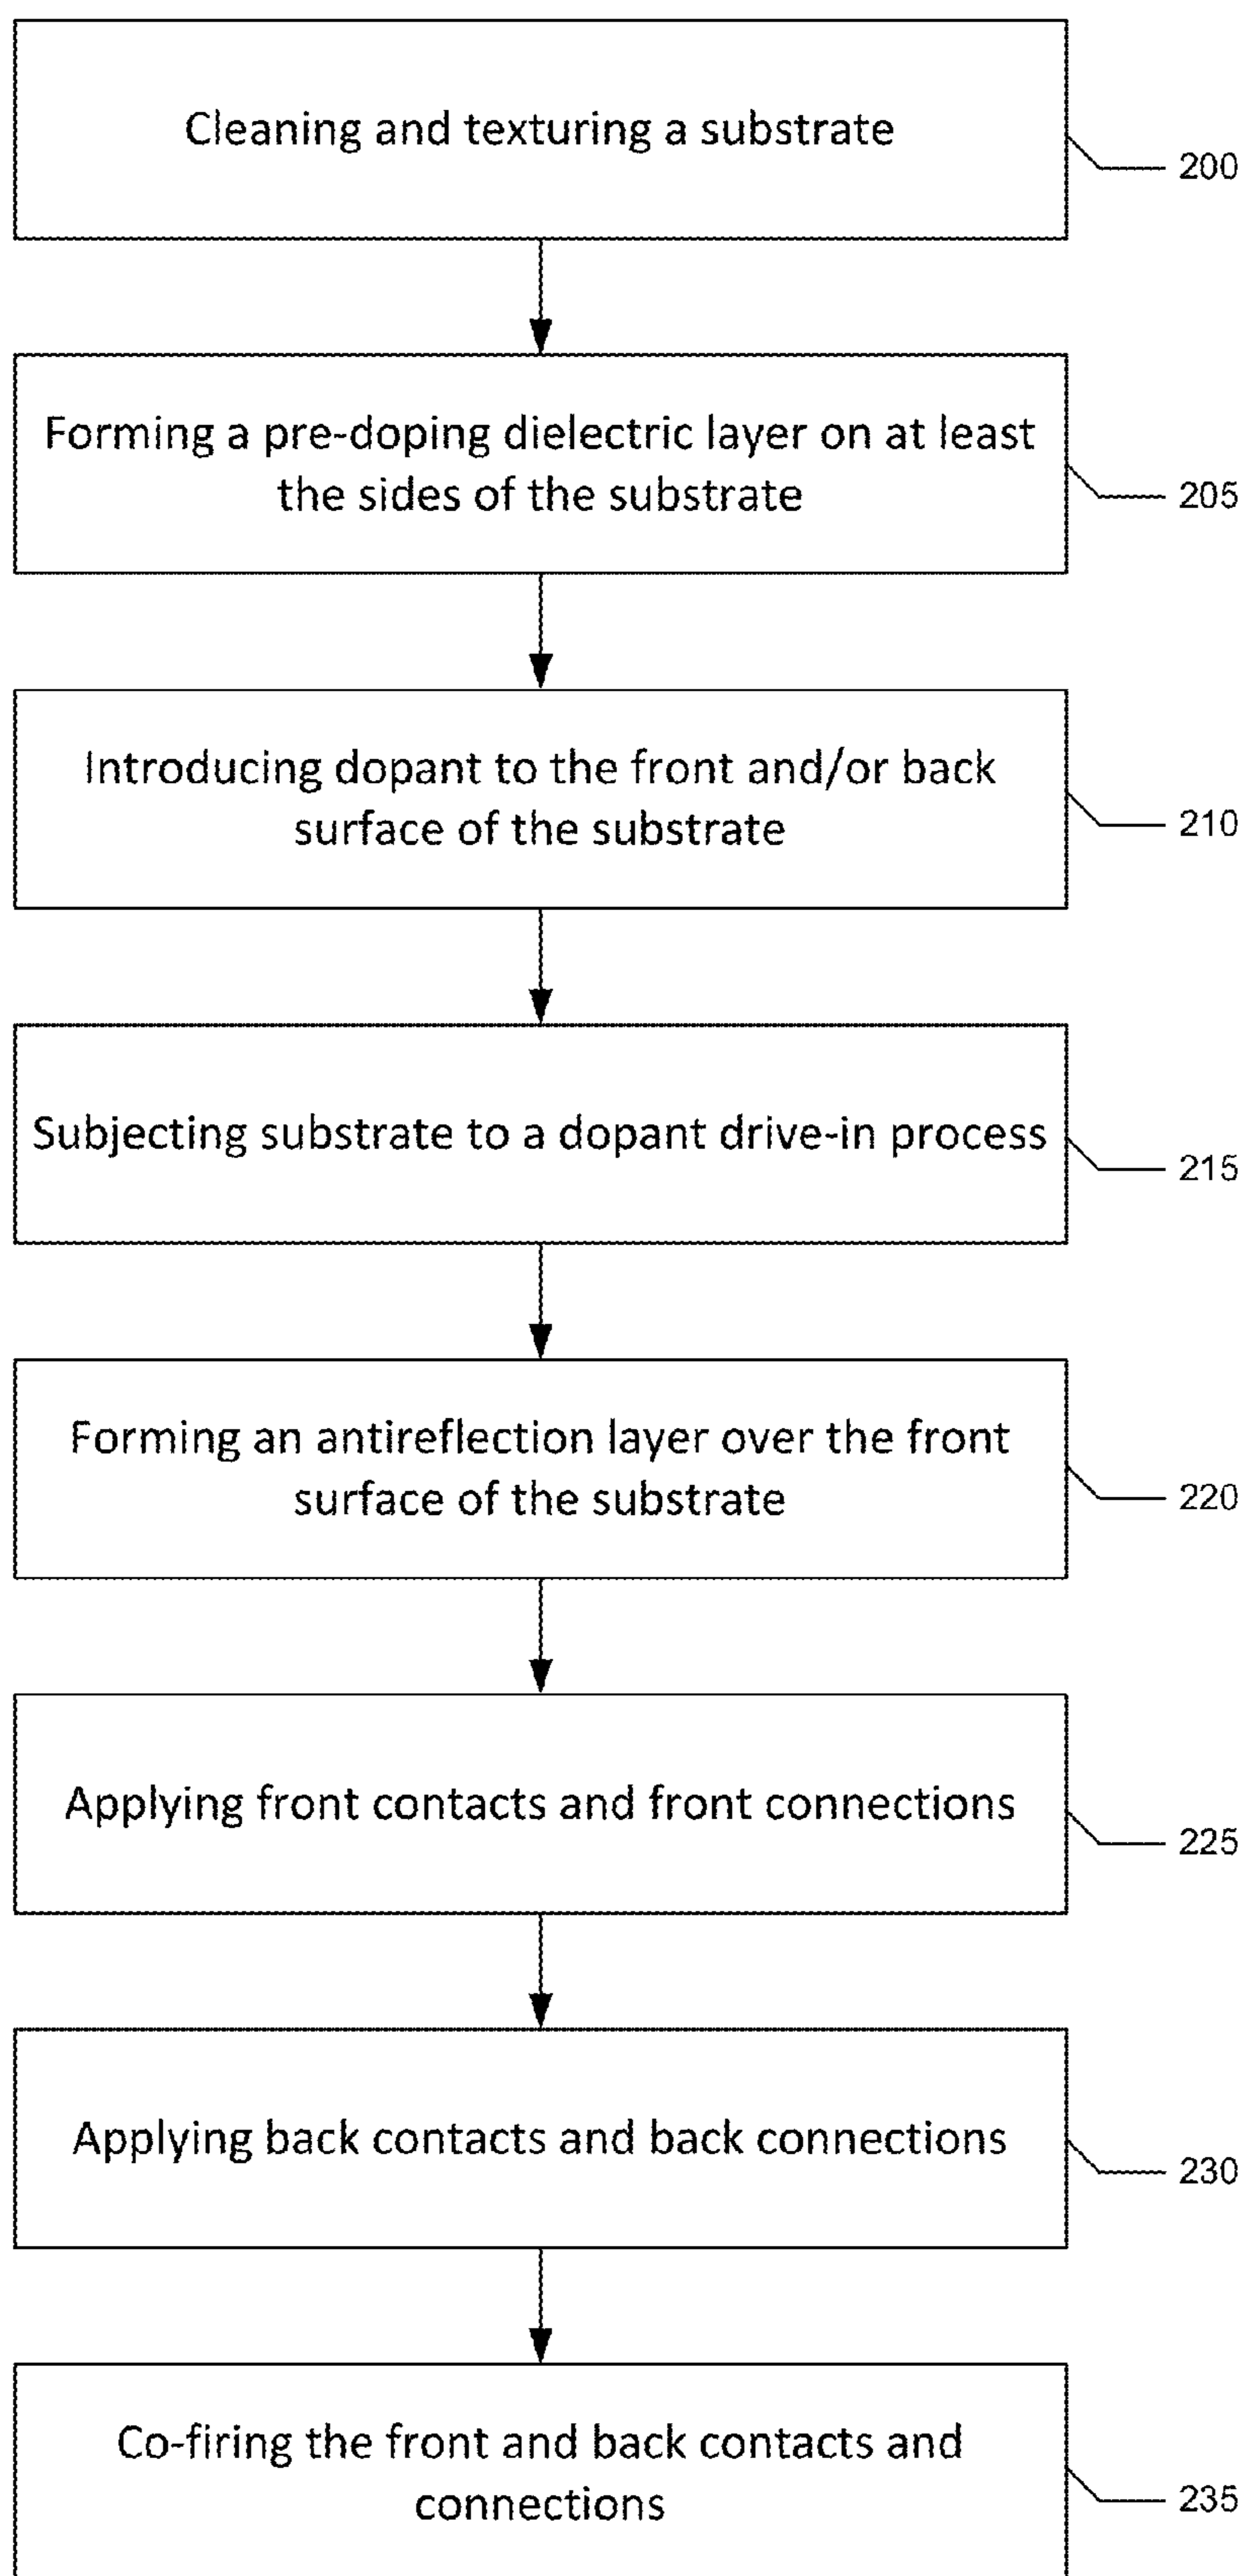 Cleaning and texturing a substrate
200
Forming a pre-doping dielectric layer on at least
the sides of the substrate
205
Introducing dopant to the front and/or back
surface of the substrate
210
Subjecting substrate to a dopant drive-in process
215
Forming an antireflection layer over the front
surface of the substrate
220
Applying front contacts and front connections
225
Applying back contacts and back connections
230
Co-firing the front and back contacts and
connections
235